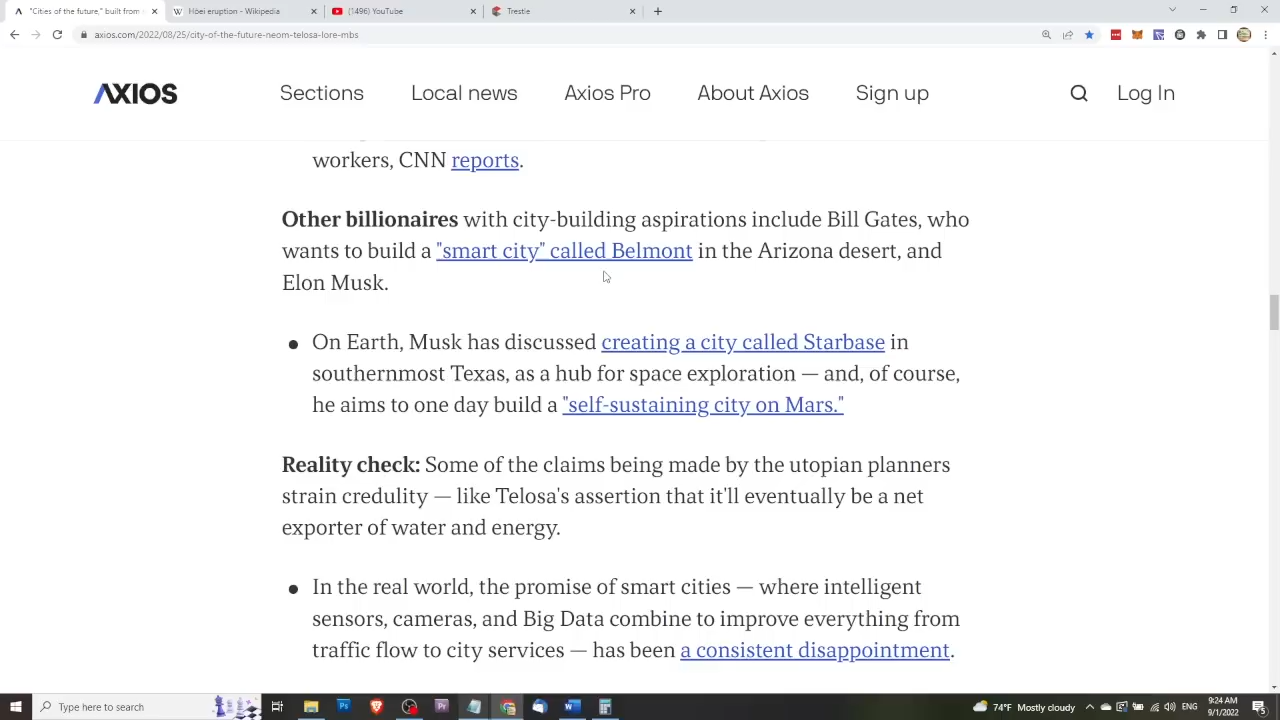 "Cities of the future," built from
Hōei eruption - Wikipedia
(1496) YouTube
Trestle
axios.com/2022/08/25/city-of-the-future-neom-telosa-lore-mbs
AXIOS
Sections
Local news
Axios Pro
About Axios
Sign up
Log In
workers, CNN reports.
Other billionaires with city-building aspirations include Bill Gates, who
wants to build a "smart city" called Belmont in the Arizona desert, and
Elon Musk.
On Earth, Musk has discussed creating a city called Starbase in
southernmost Texas, as a hub for space exploration — and, of course,
he aims to one day build a "self-sustaining city on Mars."
Reality check: Some of the claims being made by the utopian planners
strain credulity — like Telosa's assertion that it'll eventually be a net
exporter of water and energy.
In the real world, the promise of smart cities — where intelligent
sensors, cameras, and Big Data combine to improve everything from
traffic flow to city services — has been a consistent disappointment.
Type here to search
74°F Mostly cloudy
9:24 AM
9/1/2022